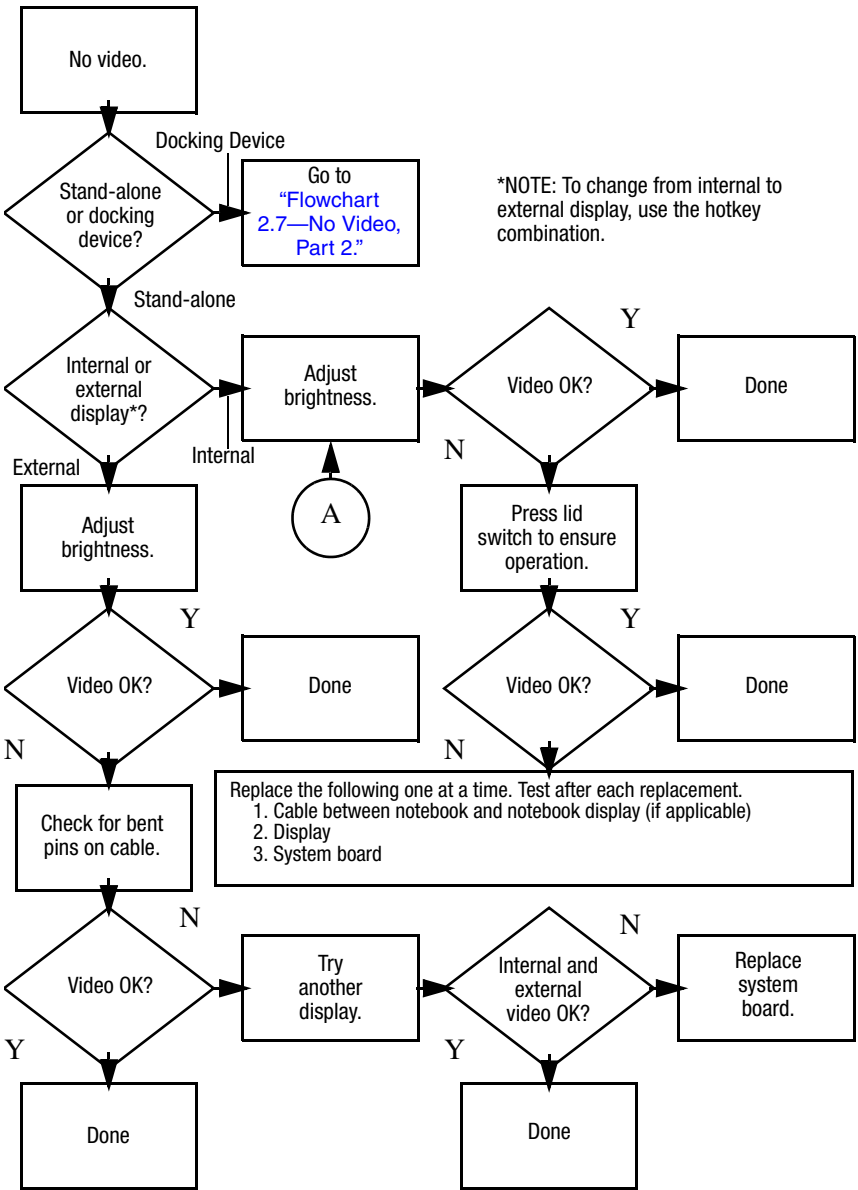 No video.
Docking Device
Stand-alone
or docking
device?
Go to
“Flowchart
2.7—No Video,
Part 2.”
*NOTE: To change from internal to
external display, use the hotkey
combination.
Stand-alone
Internal or
external
display*?
Adjust
brightness.
Video OK?
Y
Done
N
Internal
External
A
Adjust
brightness.
Press lid
switch to ensure
operation.
Y
Video OK?
Done
N
Y
Video OK?
Done
N
Check for bent
pins on cable.
Replace the following one at a time. Test after each replacement.
1. Cable between notebook and notebook display (if applicable)
2. Display
3. System board
N
Video OK?
Try
another
display.
Internal and
external
video OK?
N
Replace
system
board.
Y
Y
Done
Done